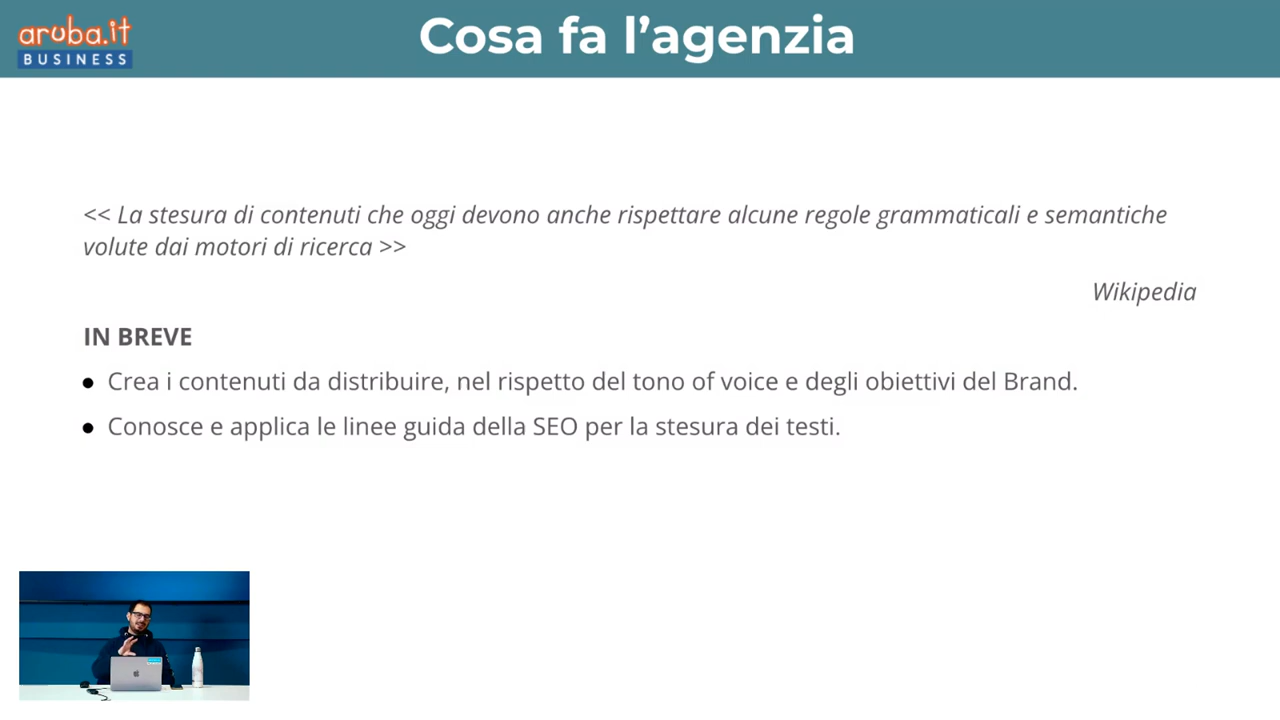 aruba.it
BUSINESS
Cosa fa l’agenzia
<< La stesura di contenuti che oggi devono anche rispettare alcune regole grammaticali e semantiche
volute dai motori di ricerca >>
Wikipedia
IN BREVE
● Crea i contenuti da distribuire, nel rispetto del tono of voice e degli obiettivi del Brand.
● Conosce e applica le linee guida della SEO per la stesura dei testi.